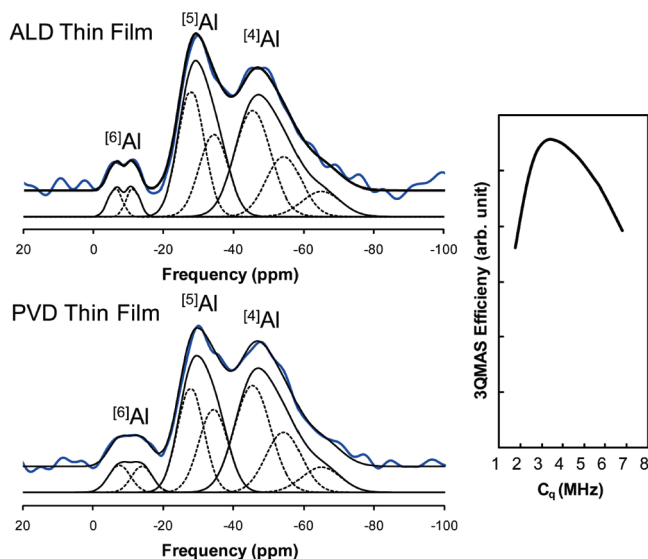 ALD Thin Film
[5]Al
[4]Al
[6]Al
20 0 -20 -40 -60 -80 -100
Frequency (ppm)
PVD Thin Film
[5]Al
[4]Al
[6]Al
20 0 -20 -40 -60 -80 -100
Frequency (ppm)
3QMAS Efficieny (arb. unit)
1 2 3 4 5 6 7 8
Cq (MHz)